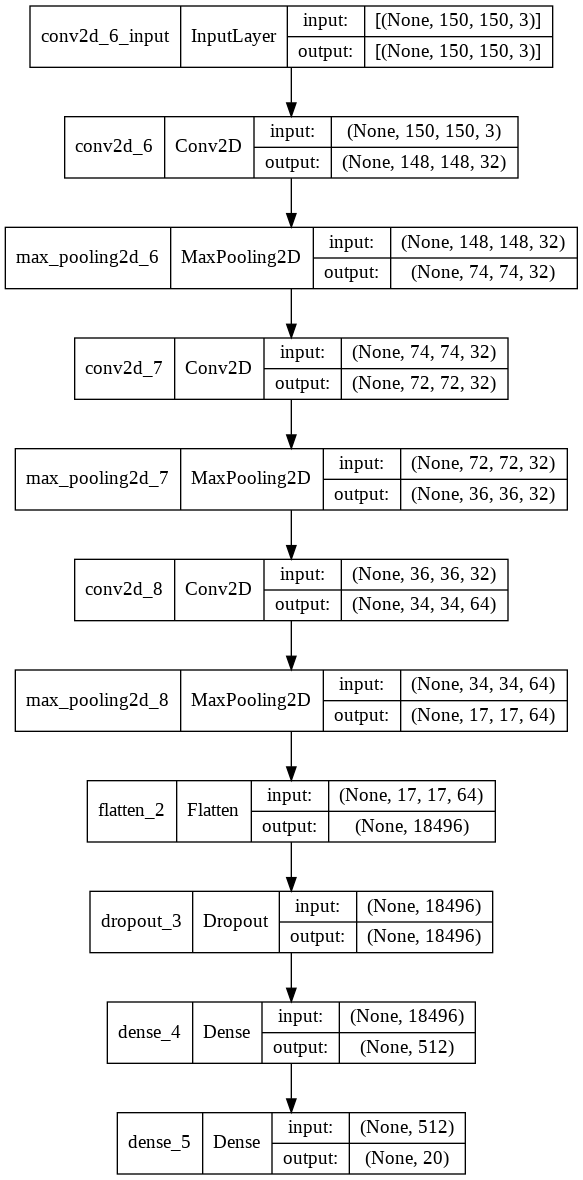 conv2d_6_input InputLayer input: [(None, 150, 150, 3)]
output: [(None, 150, 150, 3)]
conv2d_6 Conv2D input: (None, 150, 150, 3)
output: (None, 148, 148, 32)
max_pooling2d_6 MaxPooling2D input: (None, 148, 148, 32)
output: (None, 74, 74, 32)
conv2d_7 Conv2D input: (None, 74, 74, 32)
output: (None, 72, 72, 32)
max_pooling2d_7 MaxPooling2D input: (None, 72, 72, 32)
output: (None, 36, 36, 32)
conv2d_8 Conv2D input: (None, 36, 36, 32)
output: (None, 34, 34, 64)
max_pooling2d_8 MaxPooling2D input: (None, 34, 34, 64)
output: (None, 17, 17, 64)
flatten_2 Flatten input: (None, 17, 17, 64)
output: (None, 18496)
dropout_3 Dropout input: (None, 18496)
output: (None, 18496)
dense_4 Dense input: (None, 18496)
output: (None, 512)
dense_5 Dense input: (None, 512)
output: (None, 20)